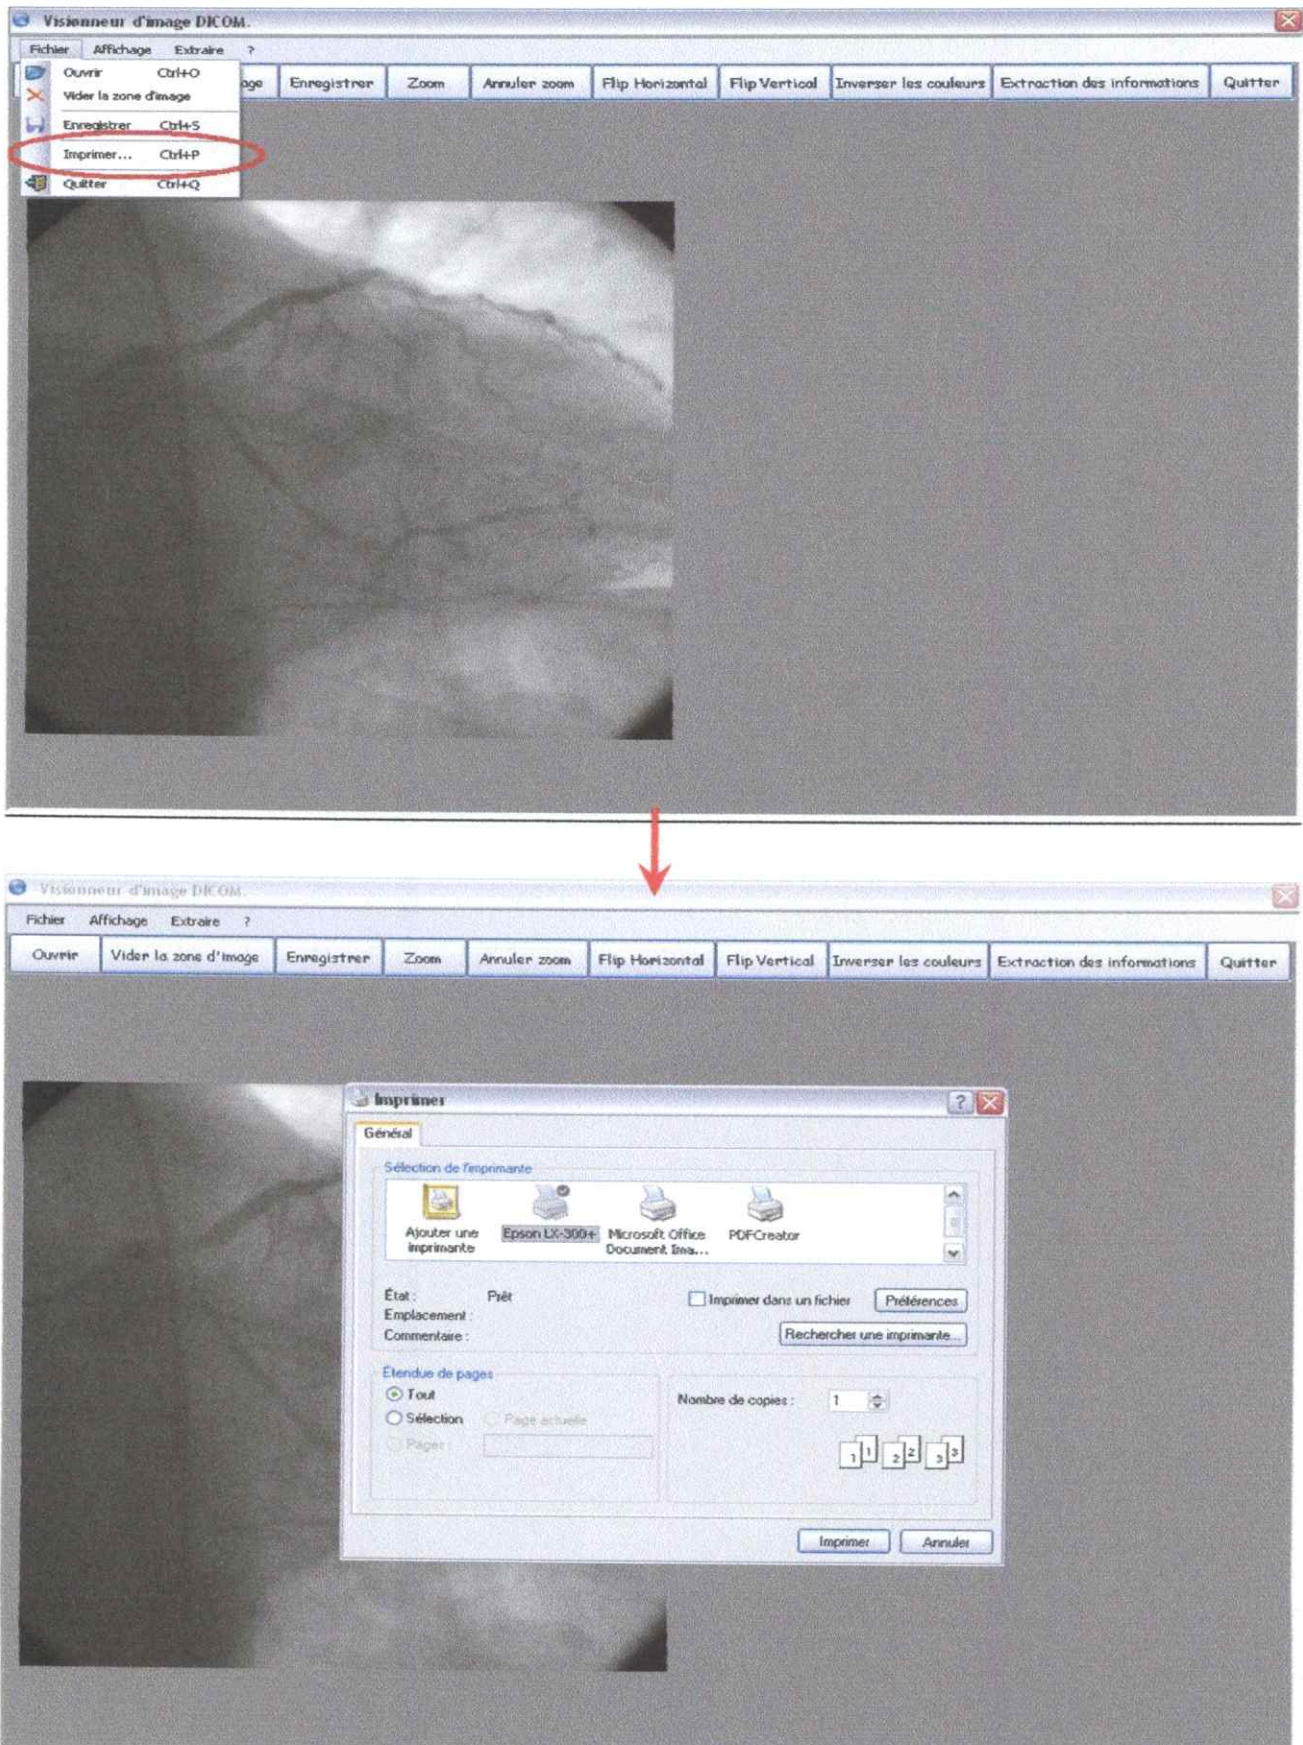 Visionneur d'image DICOM.
Fichier Affichage Extraire ?
Ouvrir Ctrl+O
Vider la zone d'image
Enregistrer Ctrl+S
Imprimer... Ctrl+P
Quitter Ctrl+Q
age Enregistrer Zoom Annuler zoom Flip Horizontal Flip Vertical Inverser les couleurs Extraction des informations Quitter
Visionneur d'image DICOM.
Fichier Affichage Extraire ?
Ouvrir Vider la zone d'image Enregistrer Zoom Annuler zoom Flip Horizontal Flip Vertical Inverser les couleurs Extraction des informations Quitter
Imprimer
Général
Sélection de l'imprimante
Ajouter une imprimante
Epson LX-300+
Microsoft Office Document Ima...
PDFCreator
État : Prêt
Emplacement :
Commentaire :
Imprimer dans un fichier
Préférences
Rechercher une imprimante...
Étendue de pages
Tout
Sélection Page actuelle
Pages :
Nombre de copies : 1
1 1 2 2 3 3
Imprimer Annuler